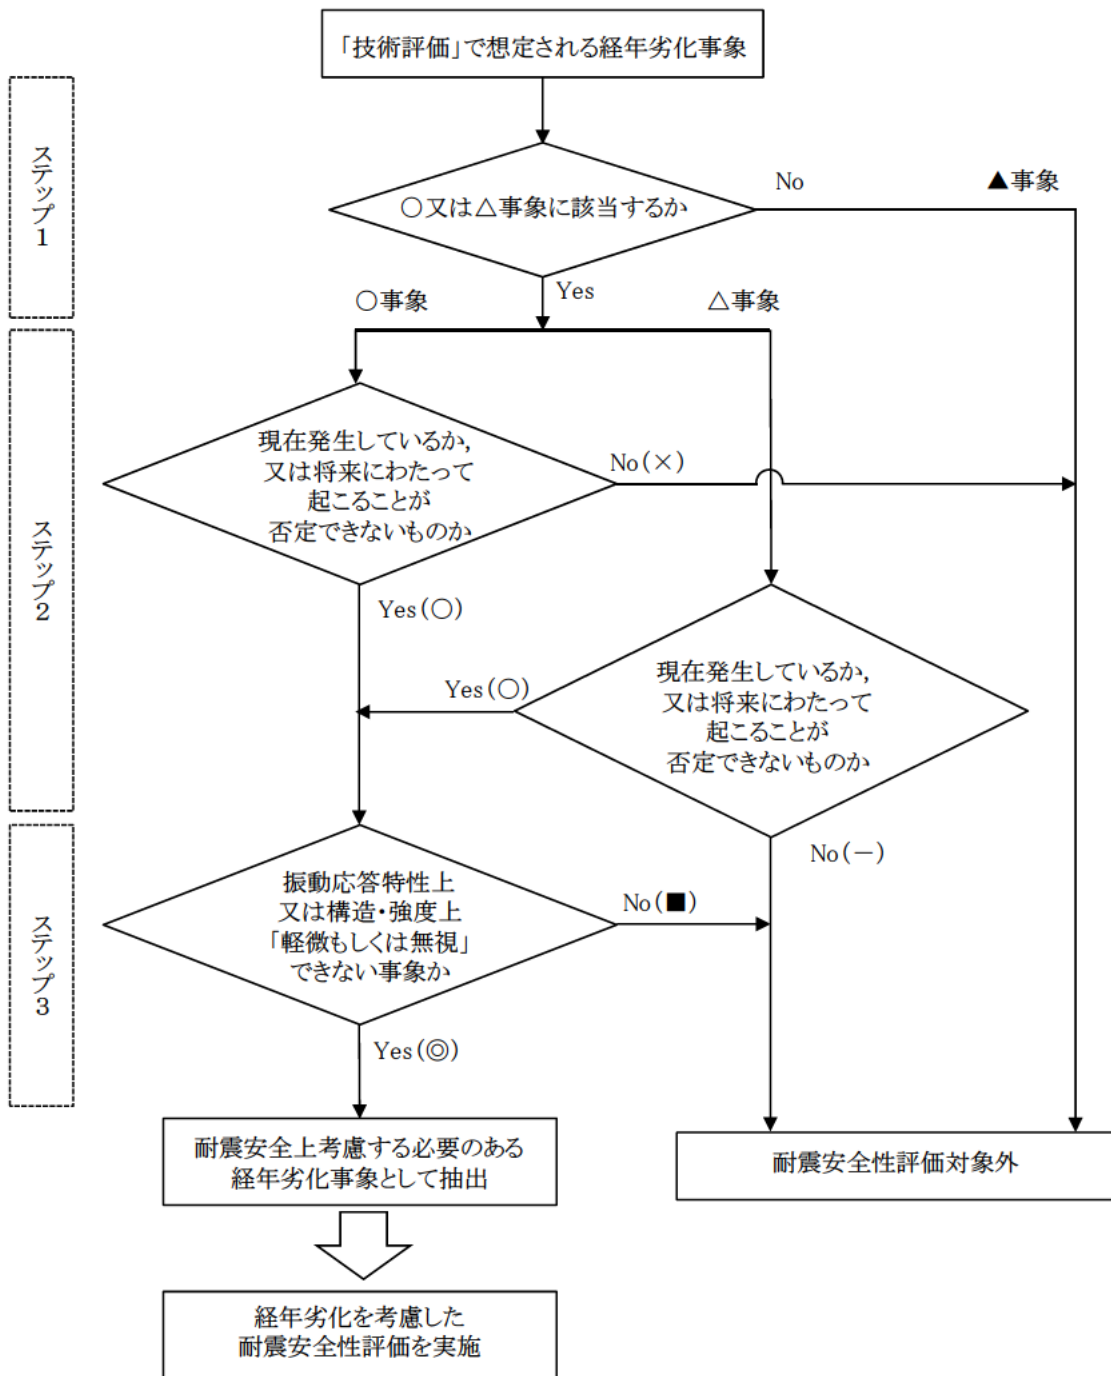 「技術評価」で想定される経年劣化事象
ステップ1
○又は△事象に該当するか
No
▲事象
Yes
○事象
△事象
ステップ2
現在発生しているか,
又は将来にわたって
起こることが
否定できないものか
No(×)
Yes(○)
現在発生しているか,
又は将来にわたって
起こることが
否定できないものか
Yes(○)
No(－)
ステップ3
振動応答特性上
又は構造・強度上
「軽微もしくは無視」
できない事象か
No(■)
Yes(◎)
耐震安全上考慮する必要のある
経年劣化事象として抽出
耐震安全性評価対象外
経年劣化を考慮した
耐震安全性評価を実施